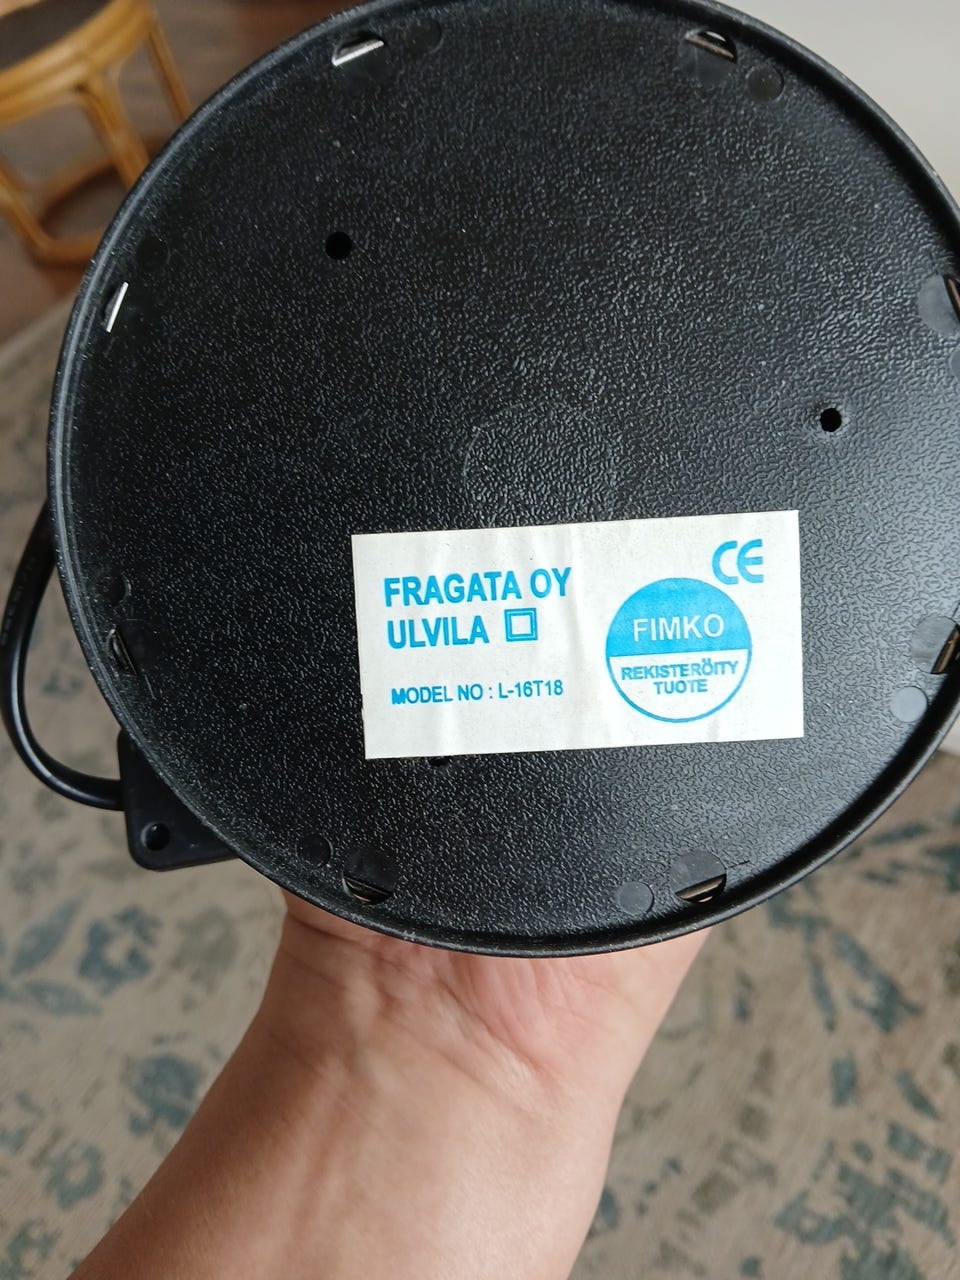 FRAGATA OY
ULVILA
MODEL NO : L-16T18
CE
FIMKO
REKISTERÖITY
TUOTE